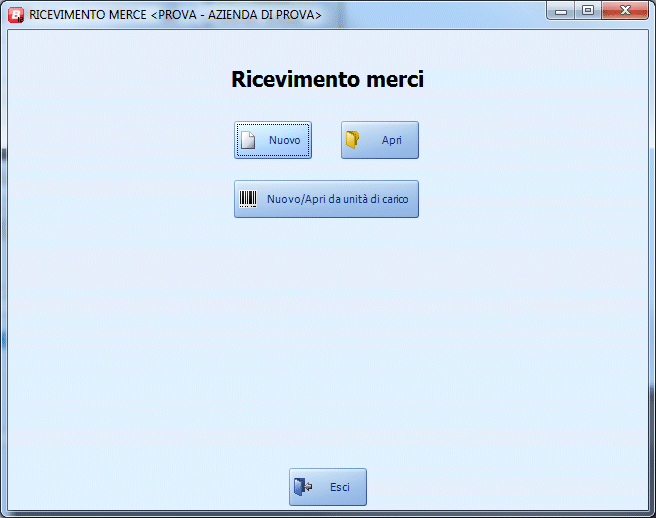 RICEVIMENTO MERCE <PROVA - AZIENDA DI PROVA>
Ricevimento merci
Nuovo
Apri
Nuovo/Apri da unità di carico
Esci